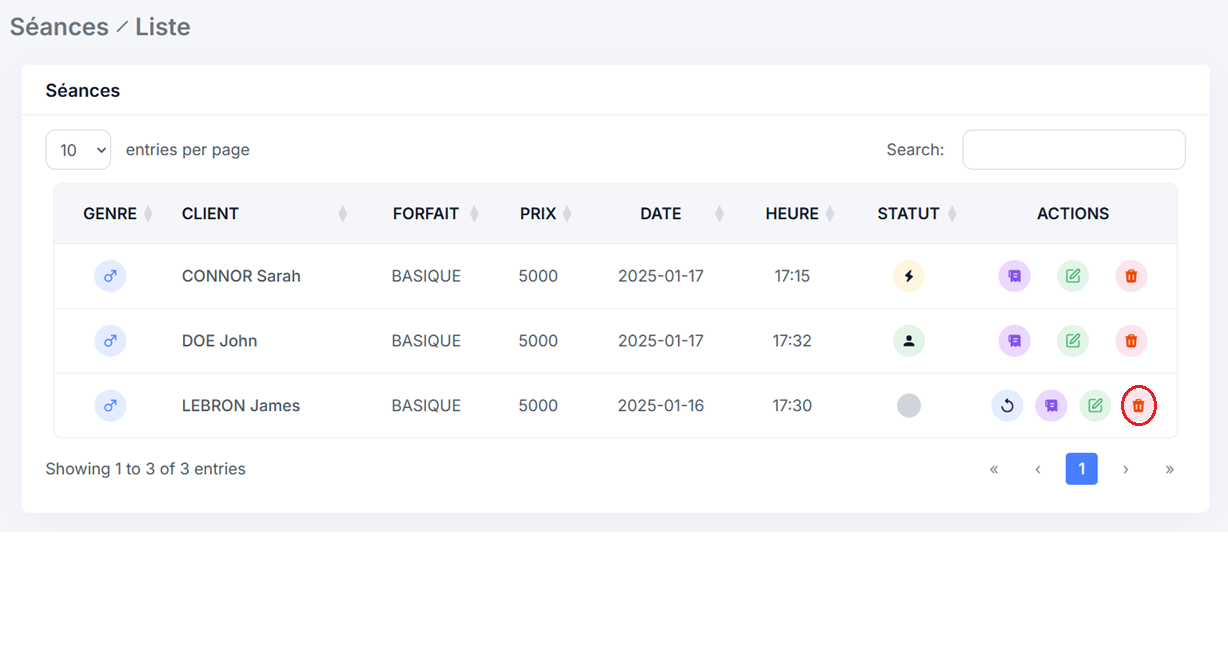 Séances / Liste
Séances
10 entries per page Search:
GENRE CLIENT FORFAIT PRIX DATE HEURE STATUT ACTIONS
CONNOR Sarah BASIQUE 5000 2025-01-17 17:15
DOE John BASIQUE 5000 2025-01-17 17:32
LEBRON James BASIQUE 5000 2025-01-16 17:30
Showing 1 to 3 of 3 entries « ‹ 1 › »